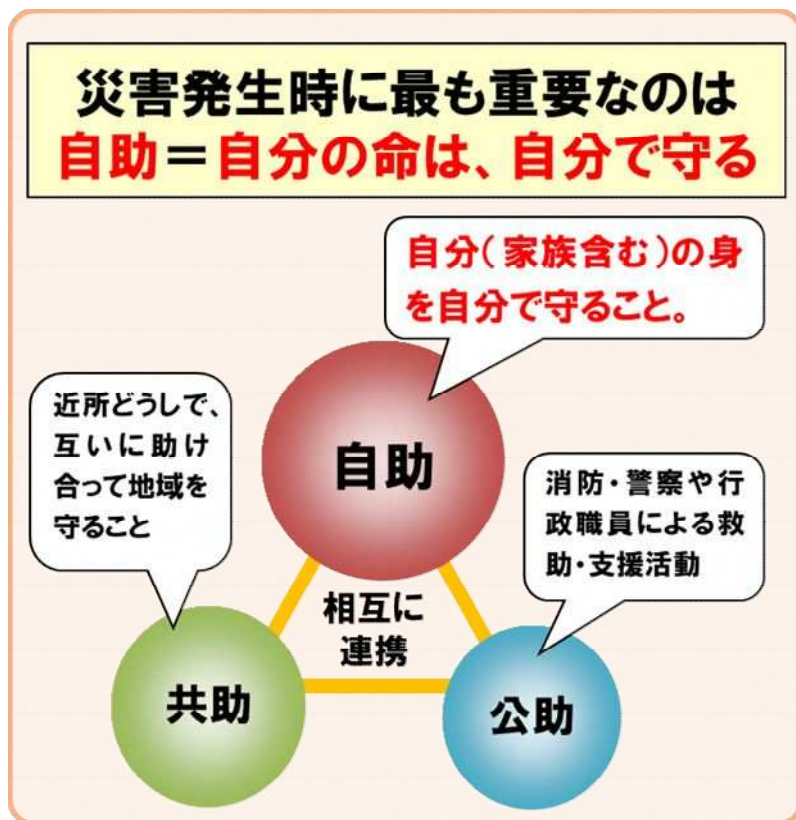 災害発生時に最も重要なのは
自助＝自分の命は、自分で守る
自分(家族含む)の身
を自分で守ること。
近所どうしで、
互いに助け
合って地域を
守ること
自助
消防・警察や行
政職員による救
助・支援活動
相互に
連携
共助
公助